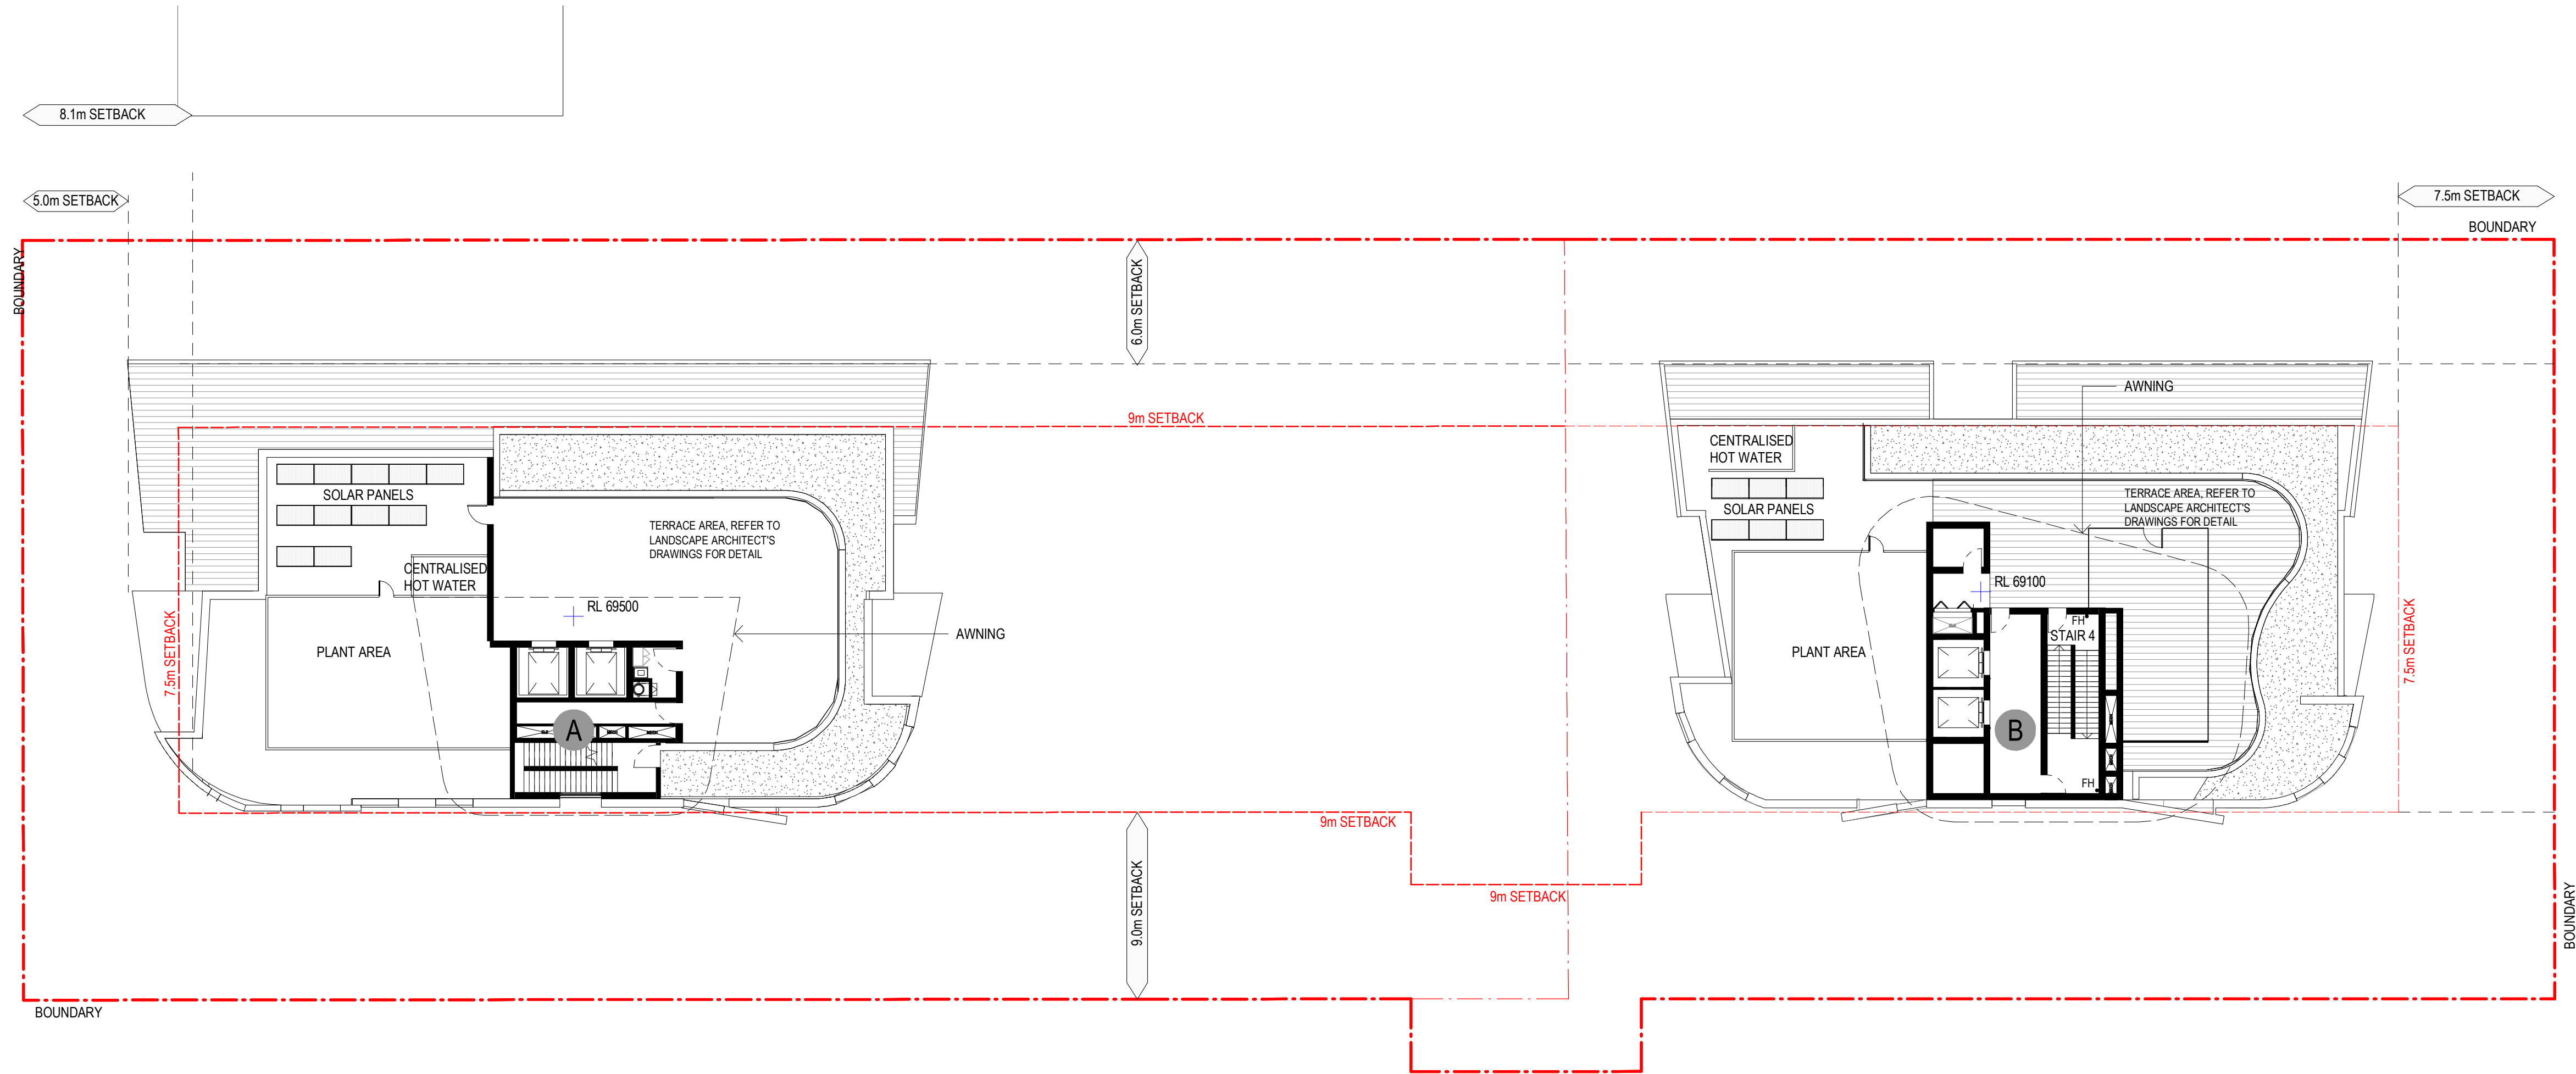 8.1m SETBACK
5.0m SETBACK
7.5m SETBACK
BOUNDARY
BOUNDARY
6.0m SETBACK
9m SETBACK
AWNING
CENTRALISED
HOT WATER
SOLAR PANELS
SOLAR PANELS
TERRACE AREA, REFER TO
LANDSCAPE ARCHITECT'S
DRAWINGS FOR DETAIL
TERRACE AREA, REFER TO
LANDSCAPE ARCHITECT'S
DRAWINGS FOR DETAIL
CENTRALISED
HOT WATER
RL 69500
RL 69100
AWNING
FH
STAIR 4
PLANT AREA
PLANT AREA
7.5m SETBACK
7.5m SETBACK
A
B
FH
9m SETBACK
9m SETBACK
9.0m SETBACK
BOUNDARY
BOUNDARY